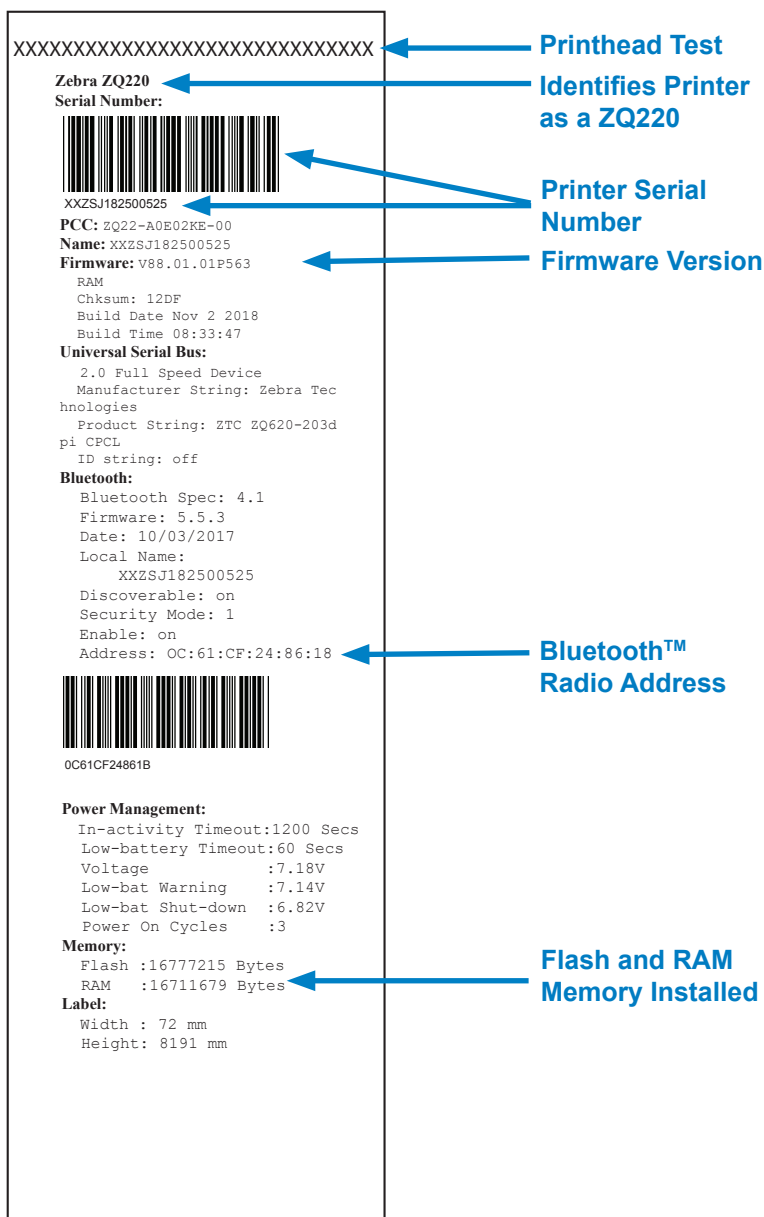 XXXXXXXXXXXXXXXXXXXXXXXXXXXXXX
Printhead Test
Zebra ZQ220
Identifies Printer
as a ZQ220
Serial Number:
XXZSJ182500525
Printer Serial
Number
PCC: ZQ22-A0E02KE-00
Name: XXZSJ182500525
Firmware: V88.01.01P563
Firmware Version
RAM
Chksum: 12DF
Build Date Nov 2 2018
Build Time 08:33:47
Universal Serial Bus:
2.0 Full Speed Device
Manufacturer String: Zebra Tec
hnologies
Product String: ZTC ZQ620-203d
pi CPCL
ID string: off
Bluetooth:
Bluetooth Spec: 4.1
Firmware: 5.5.3
Date: 10/03/2017
Local Name:
XXZSJ182500525
Discoverable: on
Security Mode: 1
Enable: on
Address: OC:61:CF:24:86:18
Bluetooth™
Radio Address
0C61CF24861B
Power Management:
In-activity Timeout:1200 Secs
Low-battery Timeout:60 Secs
Voltage :7.18V
Low-bat Warning :7.14V
Low-bat Shut-down :6.82V
Power On Cycles :3
Memory:
Flash :16777215 Bytes
RAM :16711679 Bytes
Flash and RAM
Memory Installed
Label:
Width : 72 mm
Height: 8191 mm